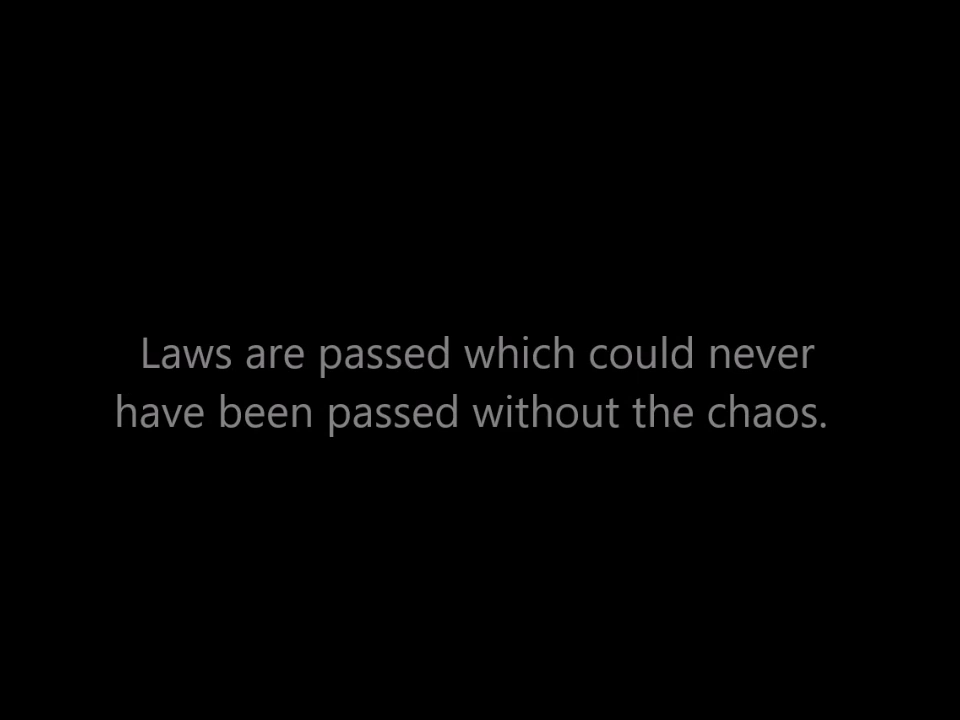 Laws are passed which could never
have been passed without the chaos.